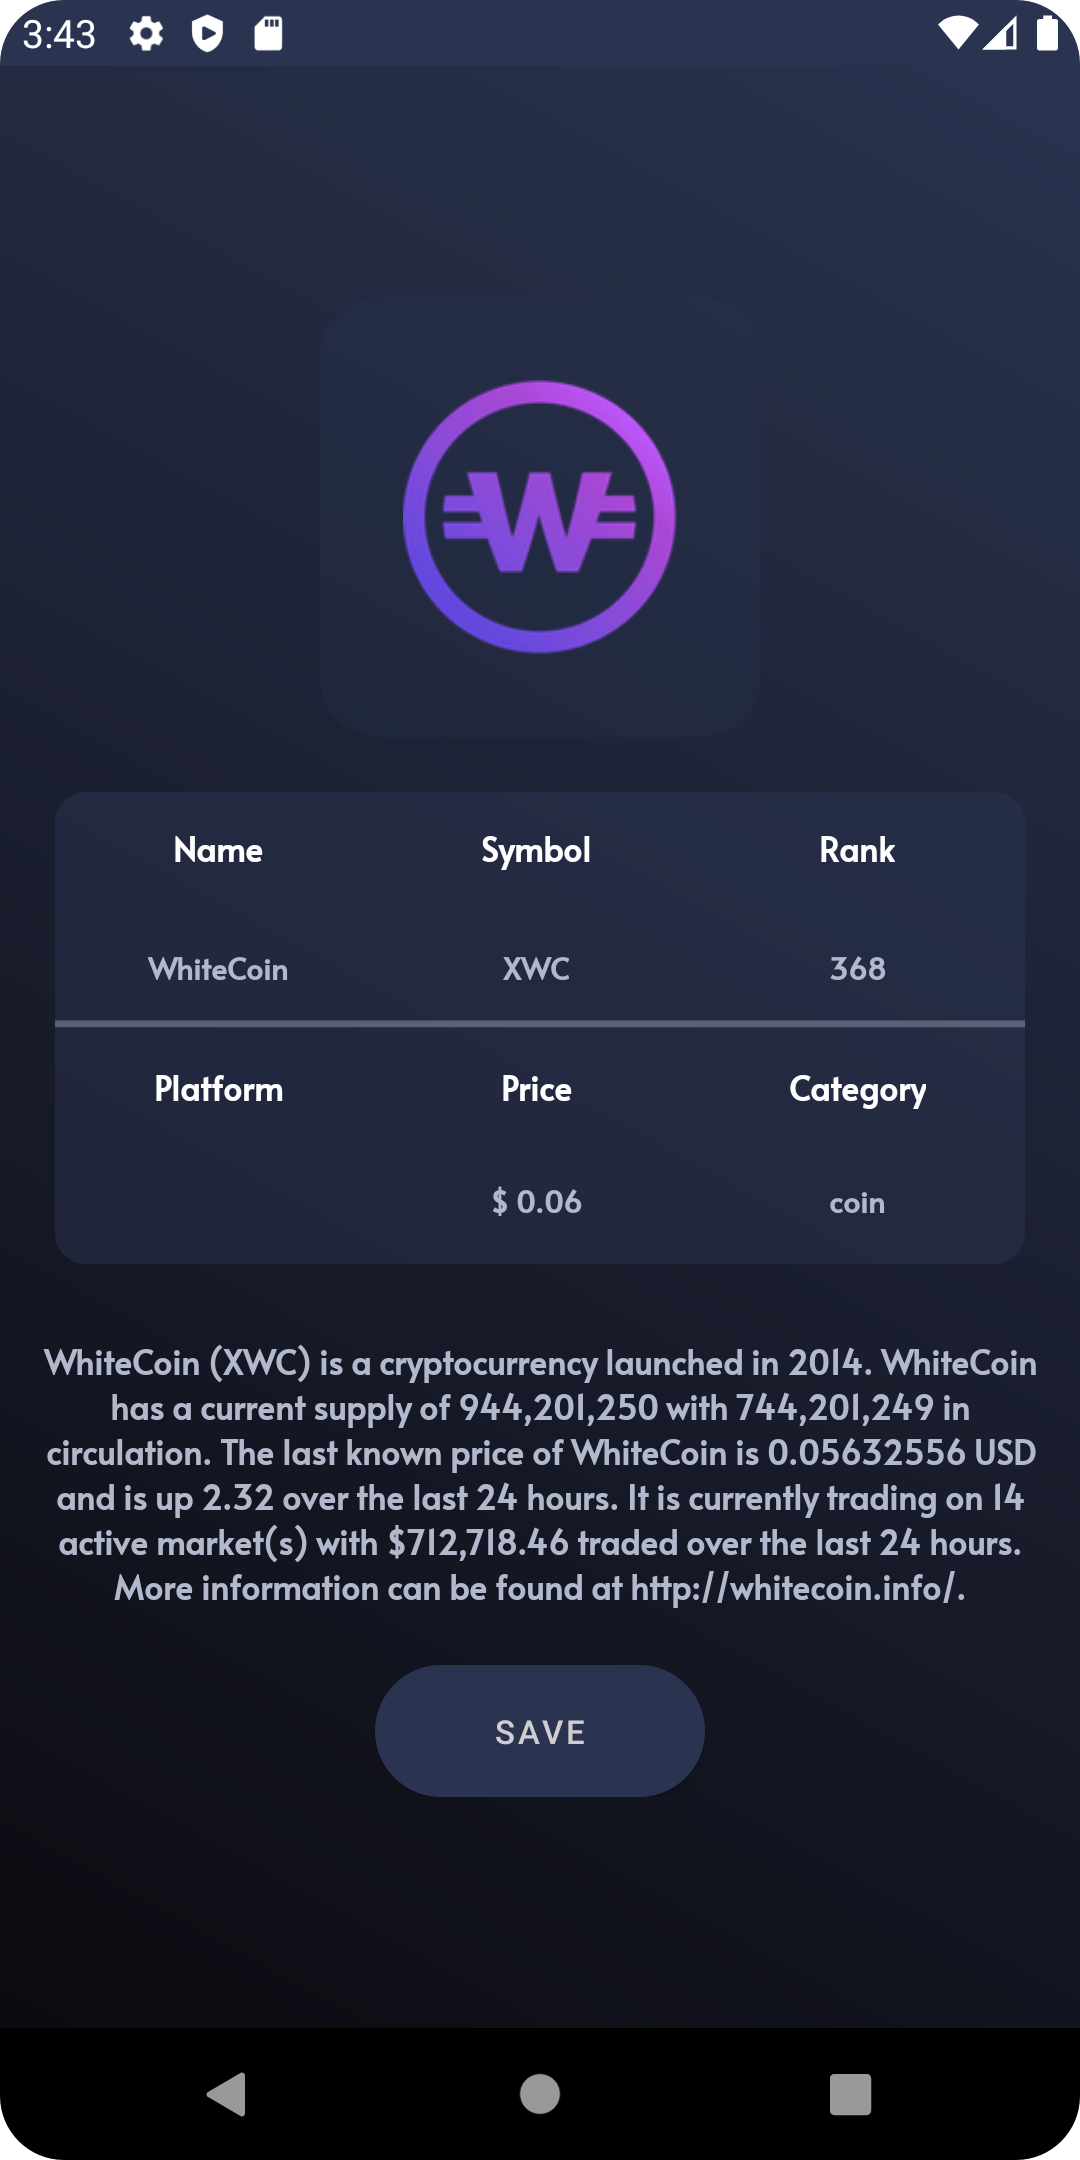 3:43
W
Name Symbol Rank
WhiteCoin XWC 368
Platform Price Category
$ 0.06 coin
WhiteCoin (XWC) is a cryptocurrency launched in 2014. WhiteCoin
has a current supply of 944,201,250 with 744,201,249 in
circulation. The last known price of WhiteCoin is 0.05632556 USD
and is up 2.32 over the last 24 hours. It is currently trading on 14
active market(s) with $712,718.46 traded over the last 24 hours.
More information can be found at http://whitecoin.info/.
SAVE